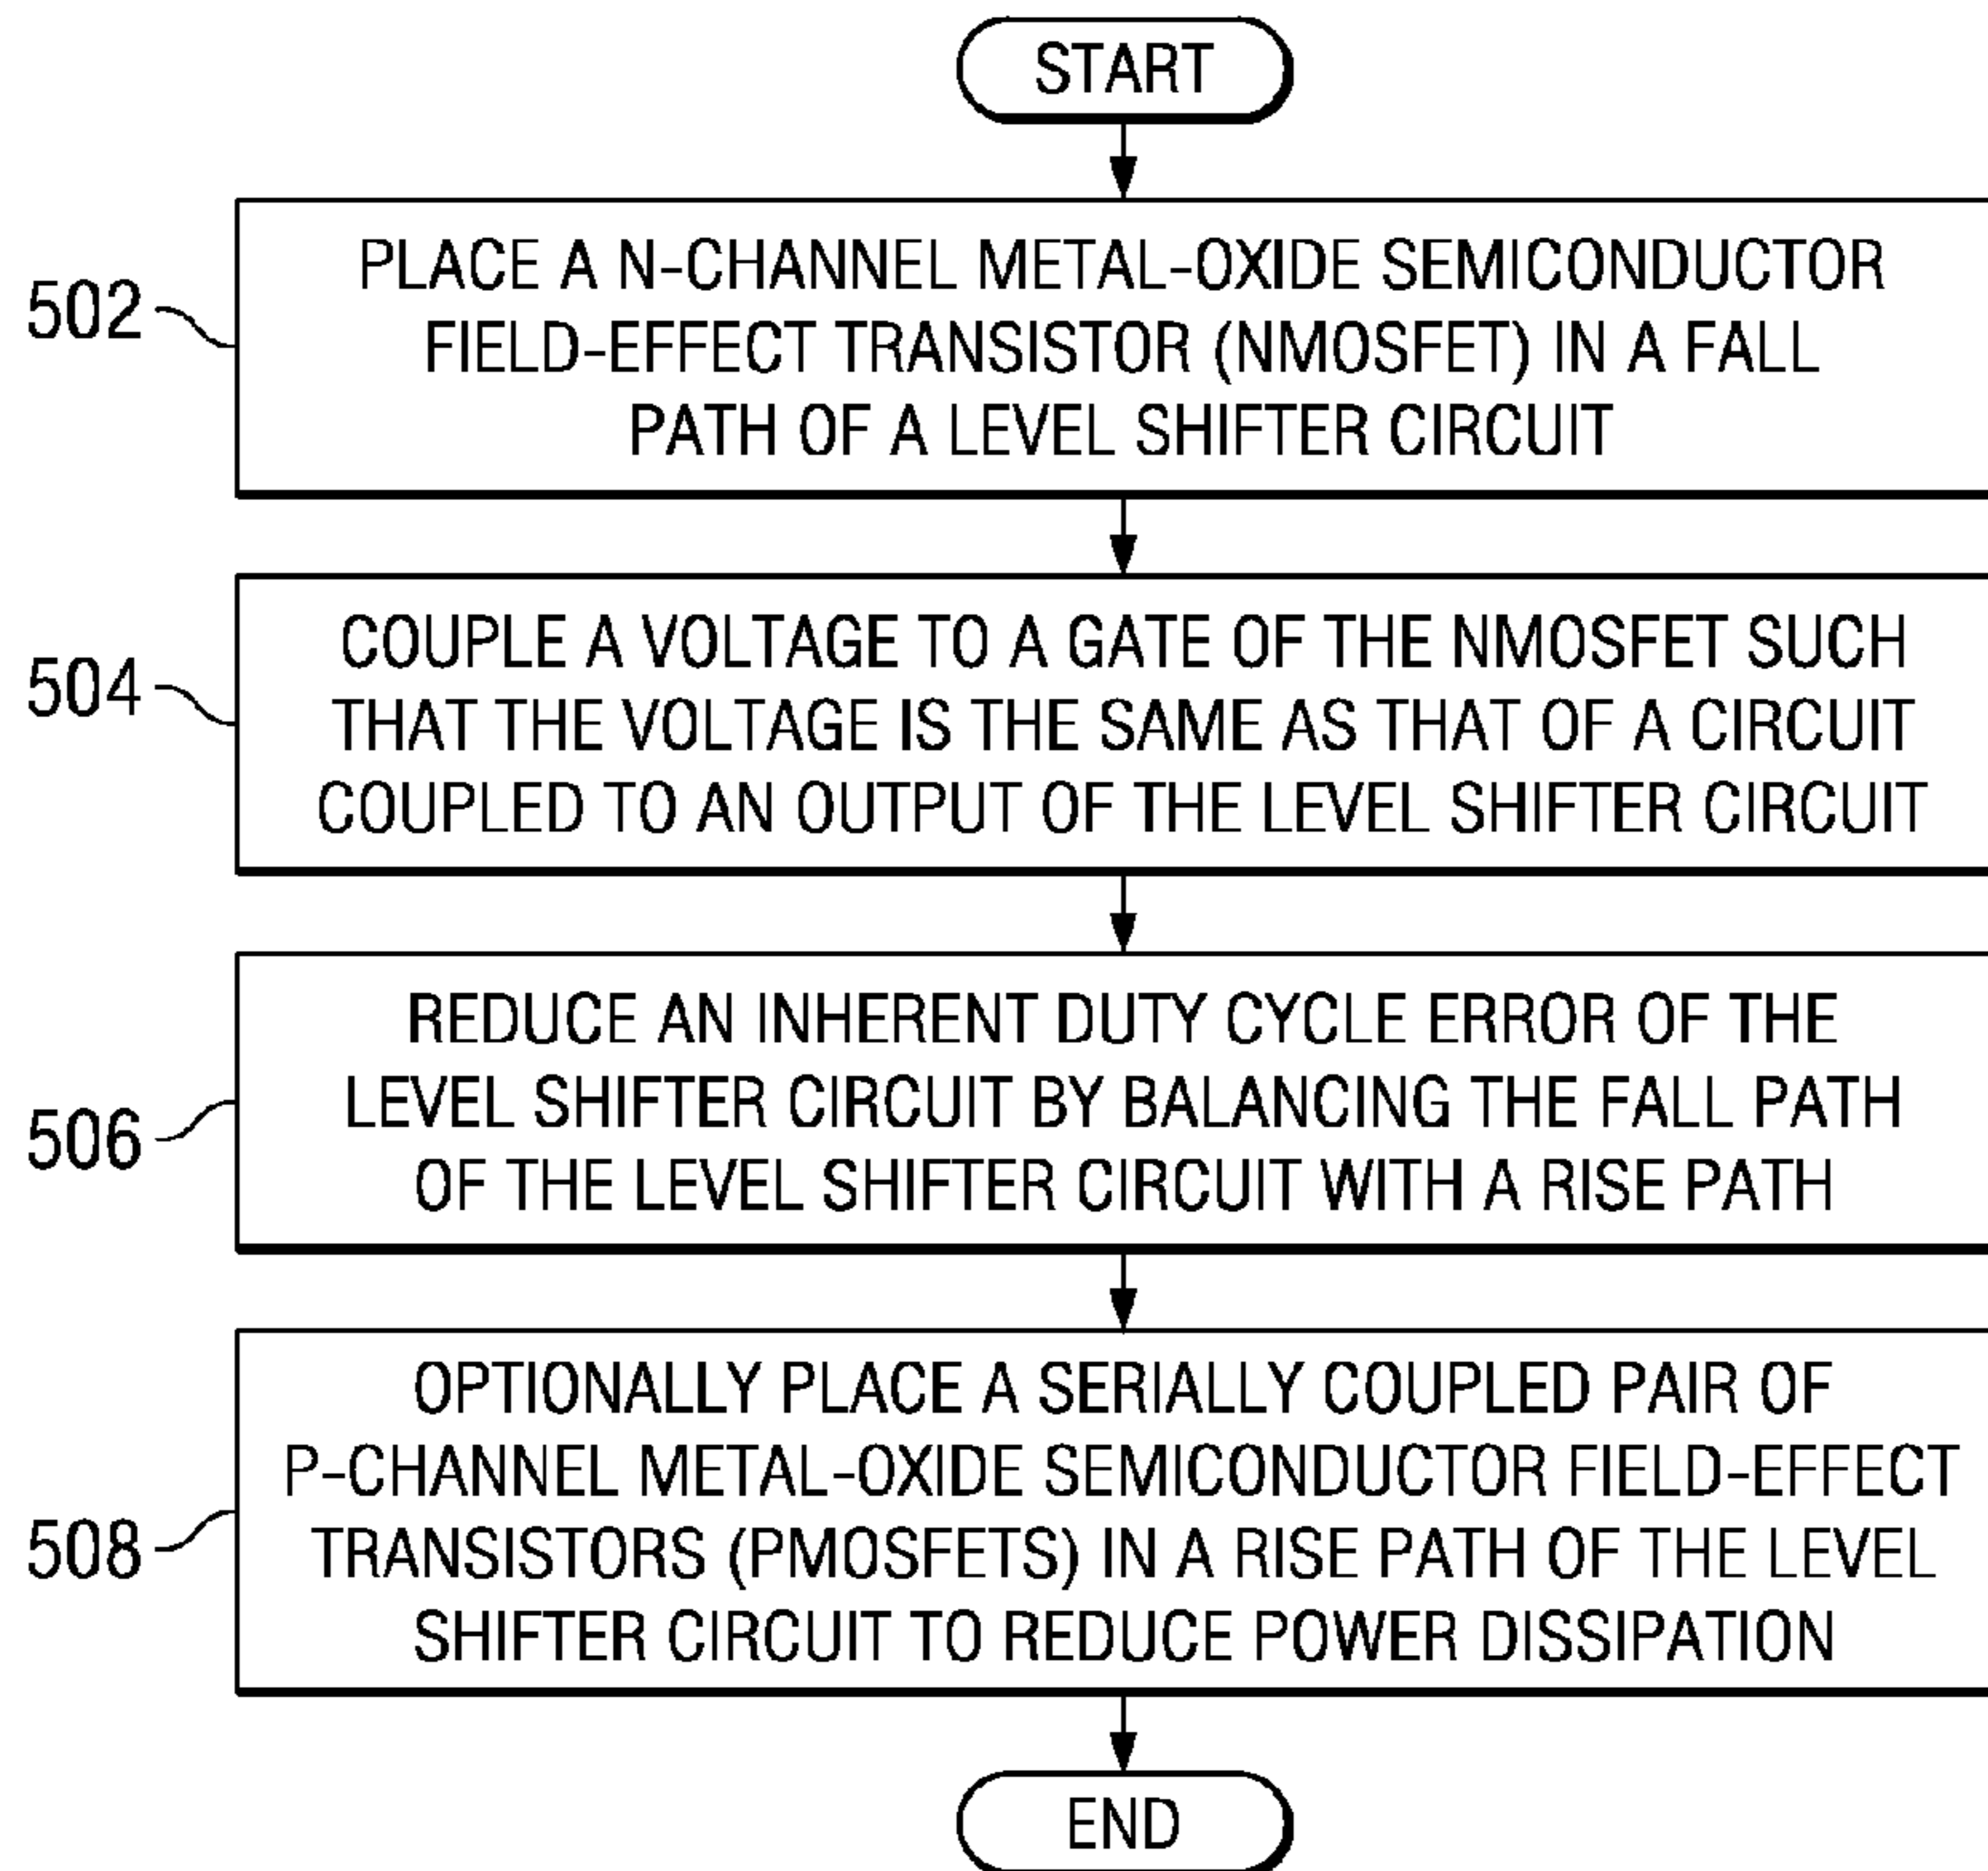 START
502
PLACE A N-CHANNEL METAL-OXIDE SEMICONDUCTOR
FIELD-EFFECT TRANSISTOR (NMOSFET) IN A FALL
PATH OF A LEVEL SHIFTER CIRCUIT
504
COUPLE A VOLTAGE TO A GATE OF THE NMOSFET SUCH
THAT THE VOLTAGE IS THE SAME AS THAT OF A CIRCUIT
COUPLED TO AN OUTPUT OF THE LEVEL SHIFTER CIRCUIT
506
REDUCE AN INHERENT DUTY CYCLE ERROR OF THE
LEVEL SHIFTER CIRCUIT BY BALANCING THE FALL PATH
OF THE LEVEL SHIFTER CIRCUIT WITH A RISE PATH
508
OPTIONALLY PLACE A SERIALLY COUPLED PAIR OF
P-CHANNEL METAL-OXIDE SEMICONDUCTOR FIELD-EFFECT
TRANSISTORS (PMOSFETS) IN A RISE PATH OF THE LEVEL
SHIFTER CIRCUIT TO REDUCE POWER DISSIPATION
END